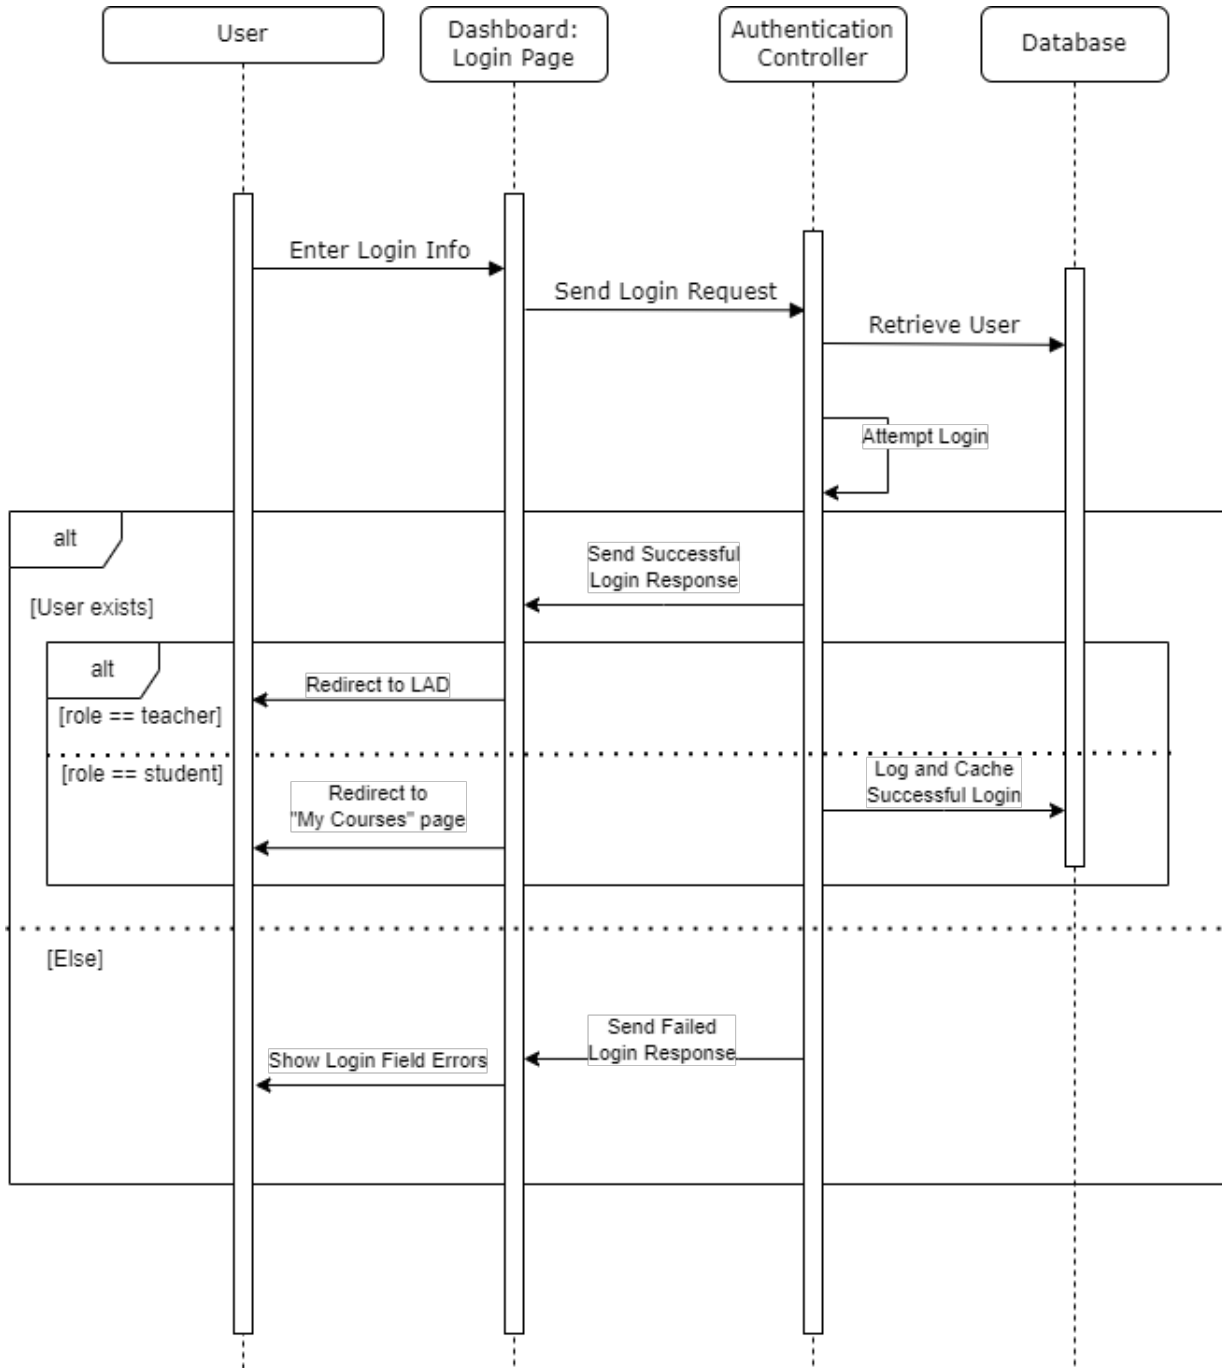 User
Dashboard:
Login Page
Authentication
Controller
Database
Enter Login Info
Send Login Request
Retrieve User
Attempt Login
alt
Send Successful
Login Response
[User exists]
alt
Redirect to LAD
[role == teacher]
[role == student]
Log and Cache
Successful Login
Redirect to
"My Courses" page
[Else]
Send Failed
Login Response
Show Login Field Errors